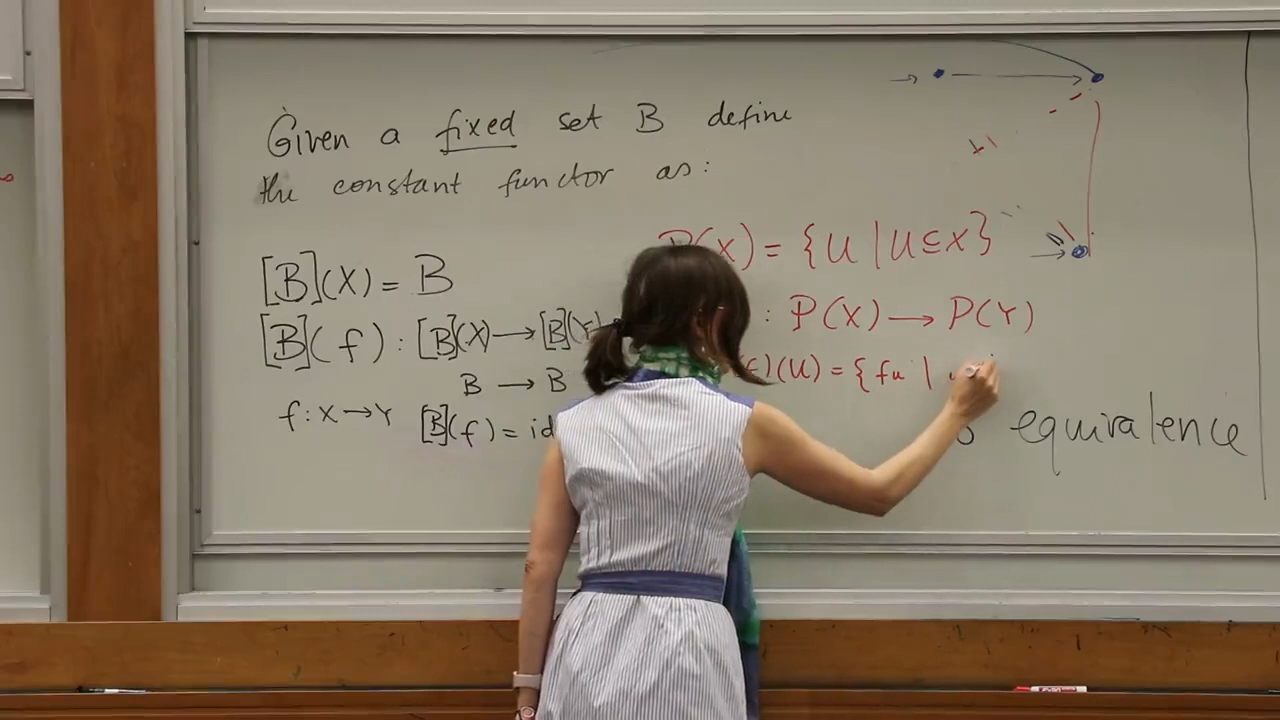 Given a fixed set B define
the constant functor as:
[B](X) = B
[B](f) : [B](X) → [B](Y)
B → B
f : X → Y
[B](f) = id
P(X) = {U | U ⊆ X}
: P(X) → P(Y)
)(U) = { fu |
equivalence